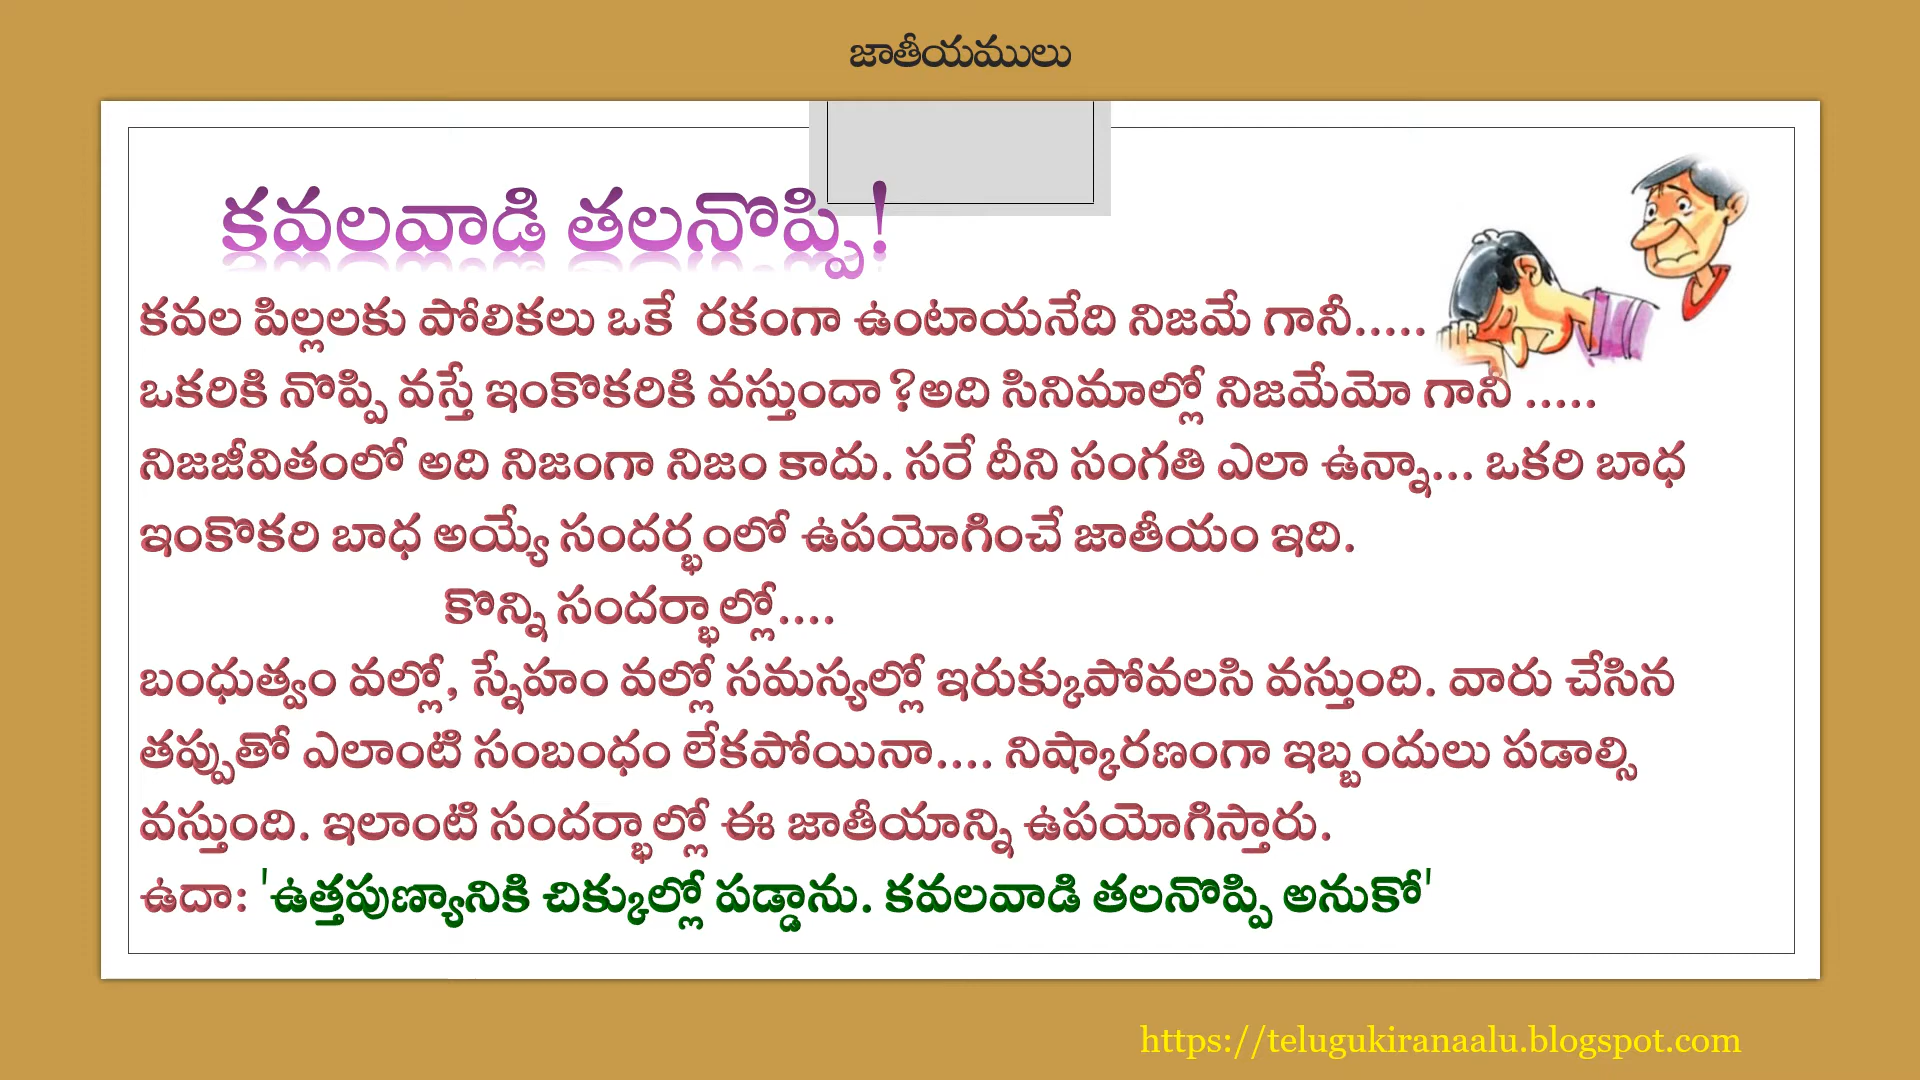 జాతీయములు
కవలవాడి తలనొప్పి!
కవల పిల్లలకు పోలికలు ఒకే రకంగా ఉంటాయనేది నిజమే గానీ.....
ఒకరికి నొప్పి వస్తే ఇంకొకరికి వస్తుందా?అది సినిమాల్లో నిజమేమో గాని .....
నిజజీవితంలో అది నిజంగా నిజం కాదు. సరే దీని సంగతి ఎలా ఉన్నా... ఒకరి బాధ
ఇంకొకరి బాధ అయ్యే సందర్భంలో ఉపయోగించే జాతీయం ఇది.
కొన్ని సందర్భాల్లో....
బంధుత్వం వల్లో, స్నేహం వల్లో సమస్యల్లో ఇరుక్కుపోవలసి వస్తుంది. వారు చేసిన
తప్పుతో ఎలాంటి సంబంధం లేకపోయినా.... నిష్కారణంగా ఇబ్బందులు పడాల్సి
వస్తుంది. ఇలాంటి సందర్భాల్లో ఈ జాతీయాన్ని ఉపయోగిస్తారు.
ఉదా: 'ఉత్తపుణ్యానికి చిక్కుల్లో పడ్డాను. కవలవాడి తలనొప్పి అనుకో'
https://telugukiranaalu.blogspot.com